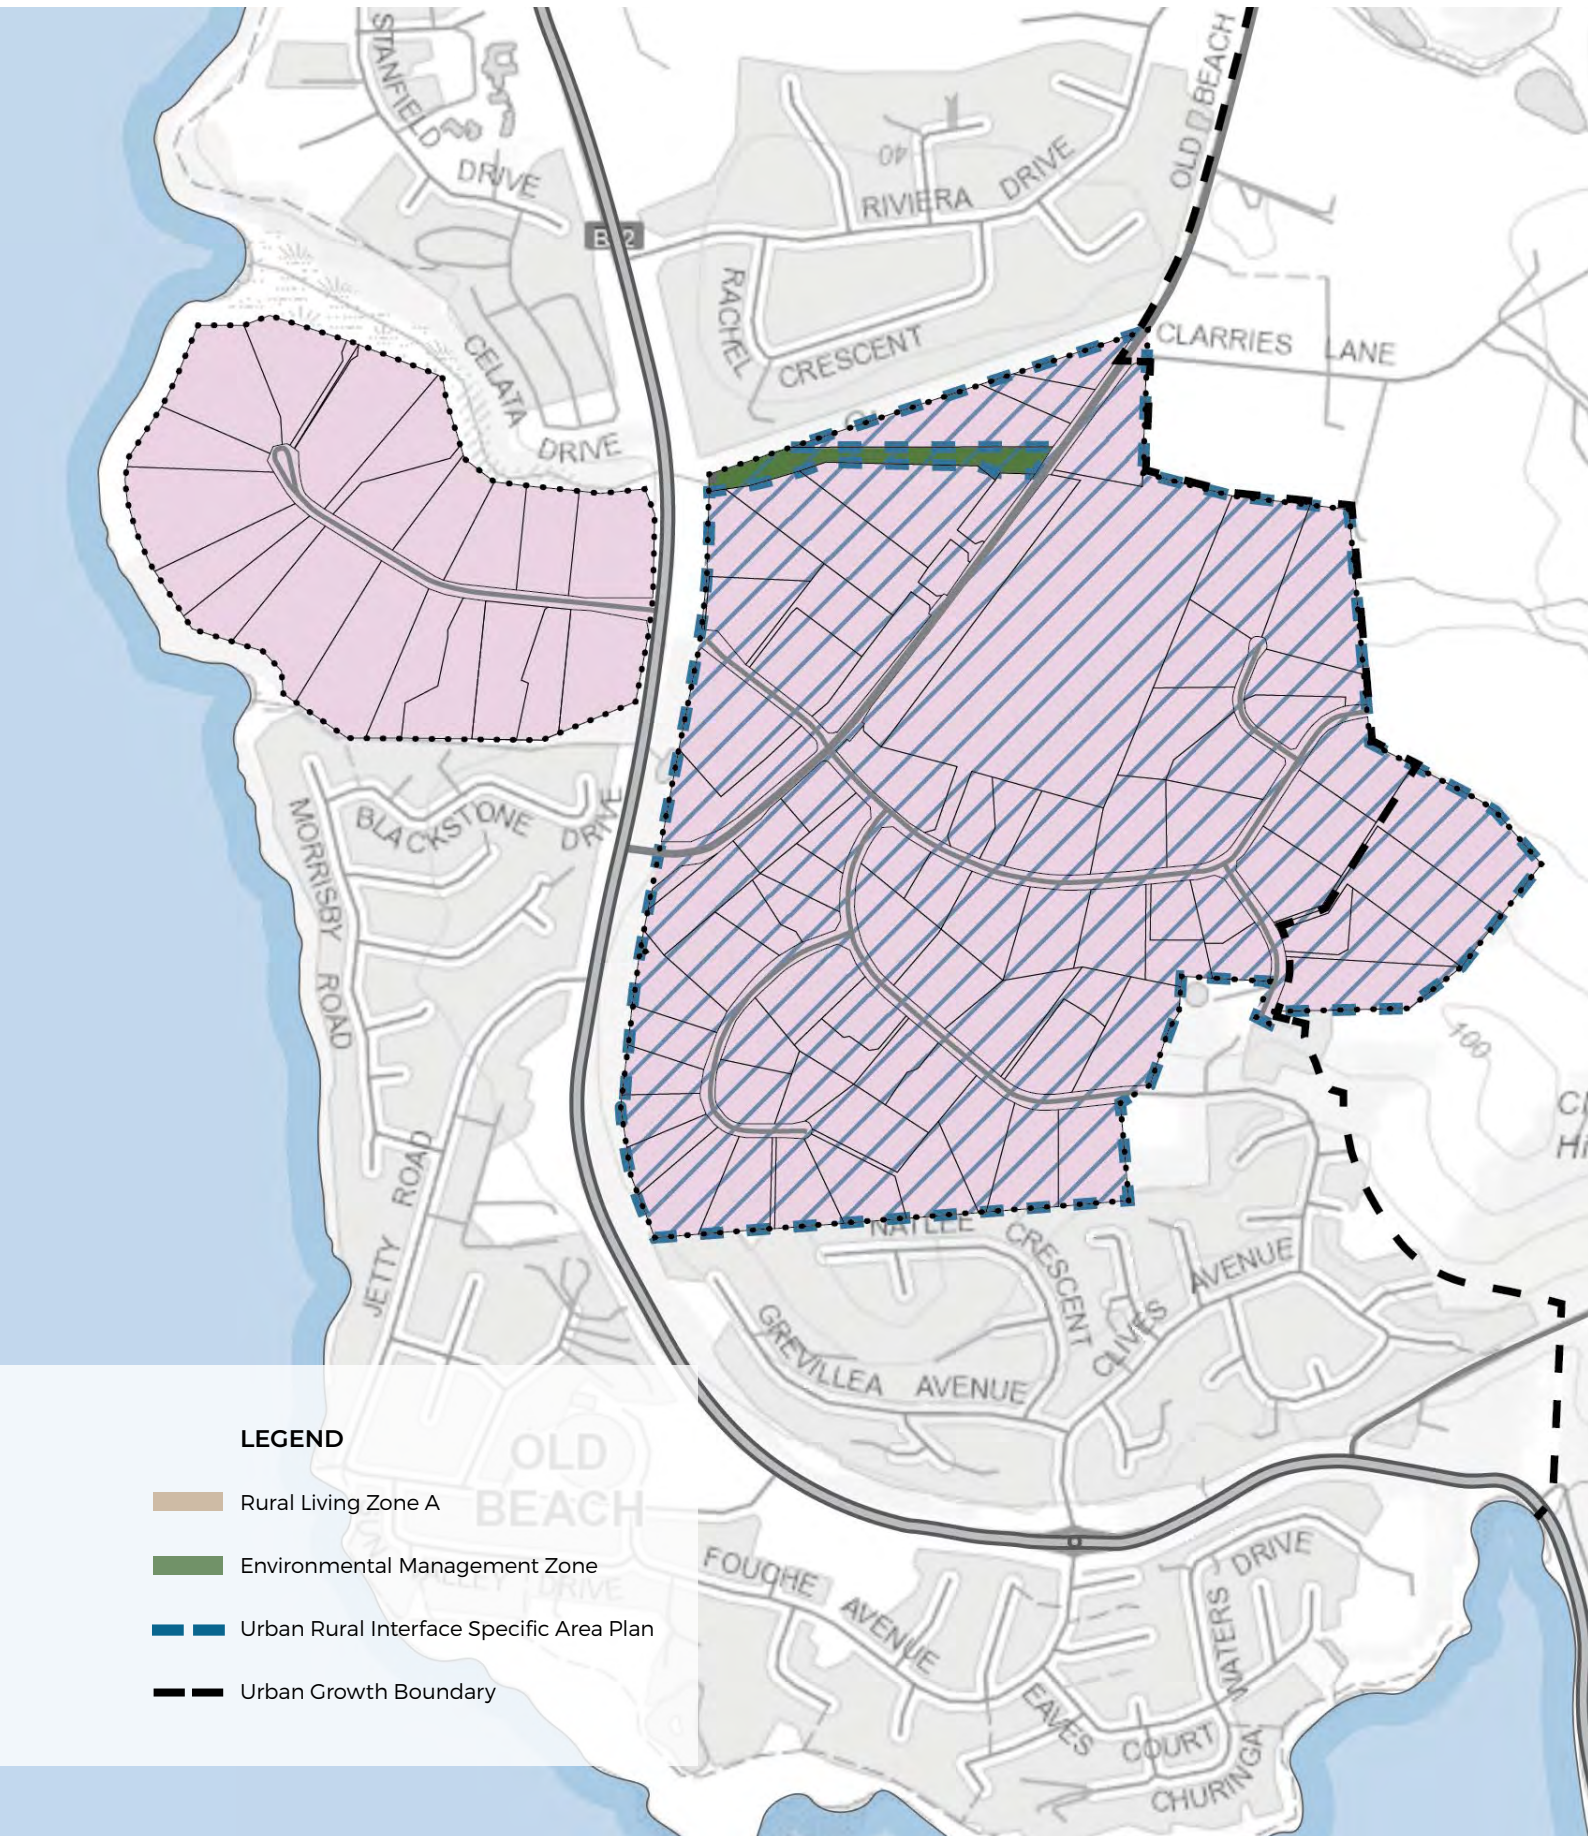 STANFIELD
DRIVE
OLD BEACH
40
RIVIERA DRIVE
RACHEL
CRESCENT
CLARRIES LANE
CELATA
DRIVE
BLACKSTONE DRIVE
MORRISBY ROAD
100
JETTY ROAD
NATLEE CRESCENT
CLIVES AVENUE
GREVILLEA AVENUE
LEGEND
Rural Living Zone A
Environmental Management Zone
Urban Rural Interface Specific Area Plan
Urban Growth Boundary
OLD
BEACH
DRIVE
FOUCHE AVENUE
WATERS DRIVE
EAVES
COURT
CHURINGA